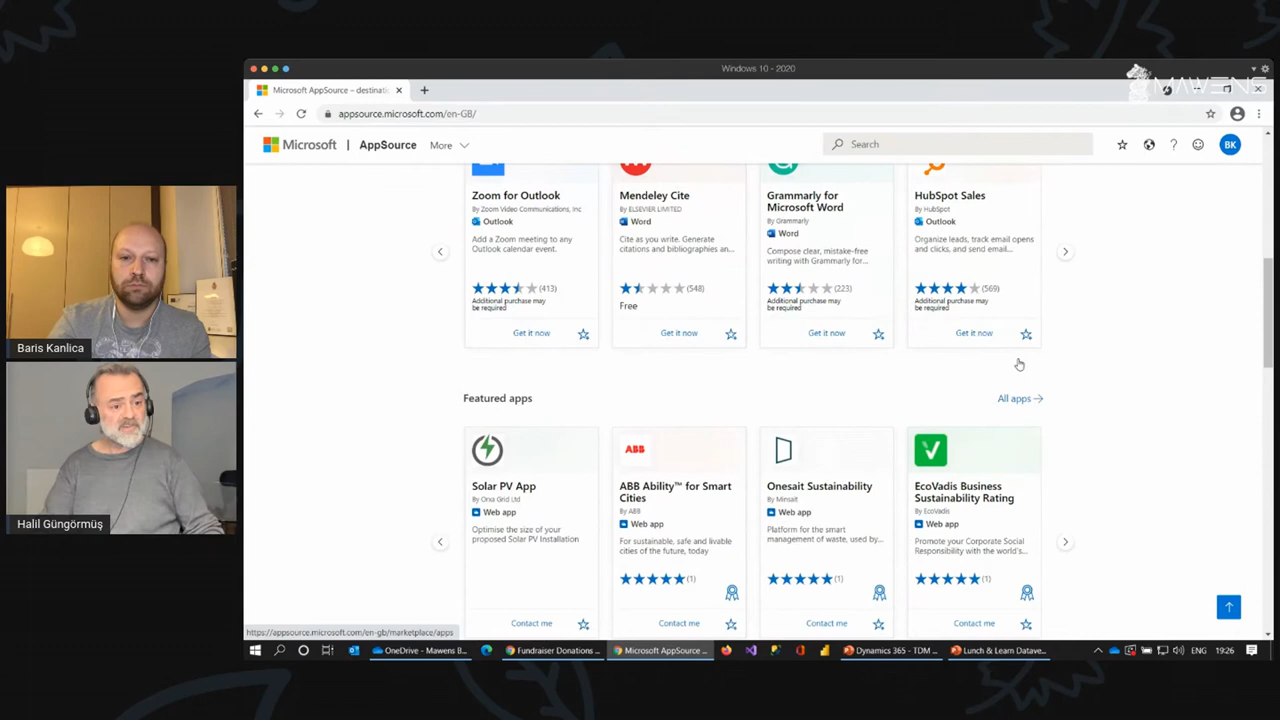 Windows 10 - 2020
MAWENS
Microsoft AppSource – destinati
appsource.microsoft.com/en-GB/
Microsoft | AppSource More
Search
BK
Zoom for Outlook
By Zoom Video Communications, Inc
Outlook
Add a Zoom meeting to any
Outlook calendar event.
(413)
Additional purchase may
be required
Get it now
Mendeley Cite
By ELSEVIER LIMITED
Word
Cite as you write. Generate
citations and bibliographies an...
(548)
Free
Get it now
Grammarly for
Microsoft Word
By Grammarly
Word
Compose clear, mistake-free
writing with Grammarly for...
(223)
Additional purchase may
be required
Get it now
HubSpot Sales
By HubSpot
Outlook
Organize leads, track email opens
and clicks, and send email...
(569)
Additional purchase may
be required
Get it now
Featured apps
All apps
Solar PV App
By Orxa Grid Ltd
Web app
Optimise the size of your
proposed Solar PV Installation
Contact me
ABB
ABB Ability™ for Smart
Cities
By ABB
Web app
For sustainable, safe and livable
cities of the future, today
(1)
Contact me
Onesait Sustainability
By Minsait
Web app
Platform for the smart
management of waste, used by...
(1)
Contact me
EcoVadis Business
Sustainability Rating
By EcoVadis
Web app
Promote your Corporate Social
Responsibility with the world's...
(1)
Contact me
https://appsource.microsoft.com/en-gb/marketplace/apps
OneDrive - Mawens B...
Fundraiser Donations ...
Microsoft AppSource ...
Dynamics 365 - TDM ...
Lunch & Learn Datave...
ENG
19:26
Baris Kanlica
Halil Güngörmüş